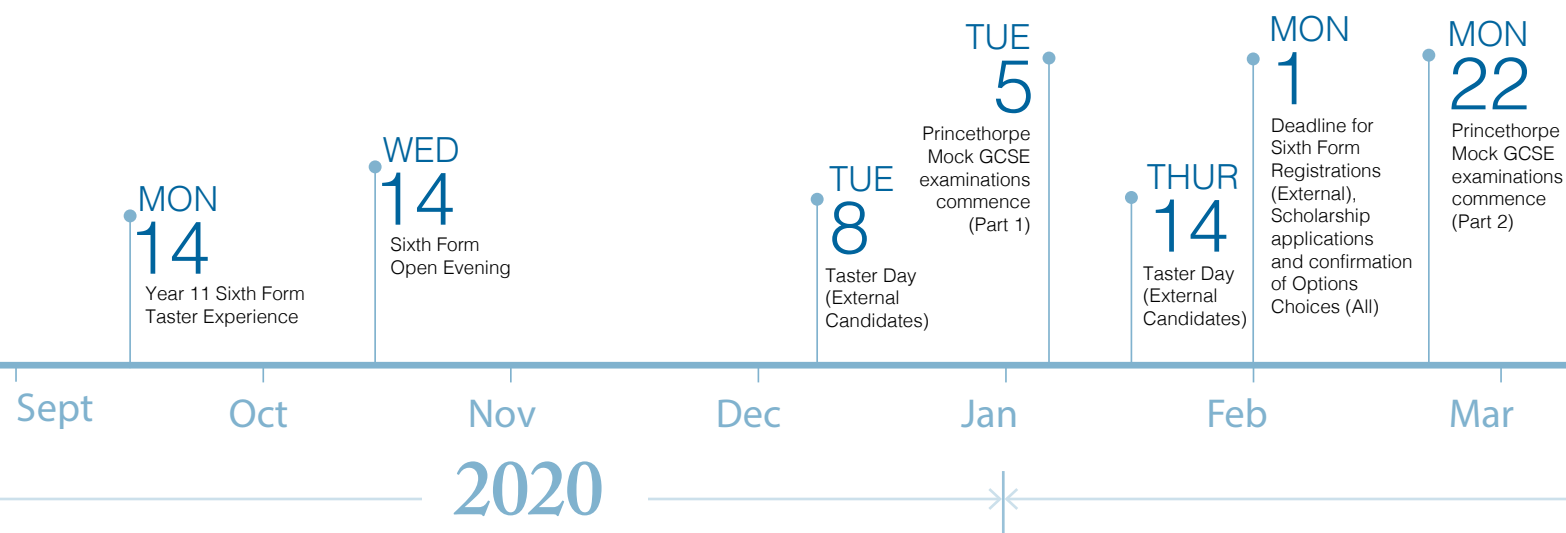 MON
14
Year 11 Sixth Form
Taster Experience
WED
14
Sixth Form
Open Evening
TUE
8
Taster Day
(External
Candidates)
TUE
5
Princethorpe
Mock GCSE
examinations
commence
(Part 1)
THUR
14
Taster Day
(External
Candidates)
MON
1
Deadline for
Sixth Form
Registrations
(External),
Scholarship
applications
and confirmation
of Options
Choices (All)
MON
22
Princethorpe
Mock GCSE
examinations
commence
(Part 2)
Sept
Oct
Nov
Dec
Jan
Feb
Mar
2020